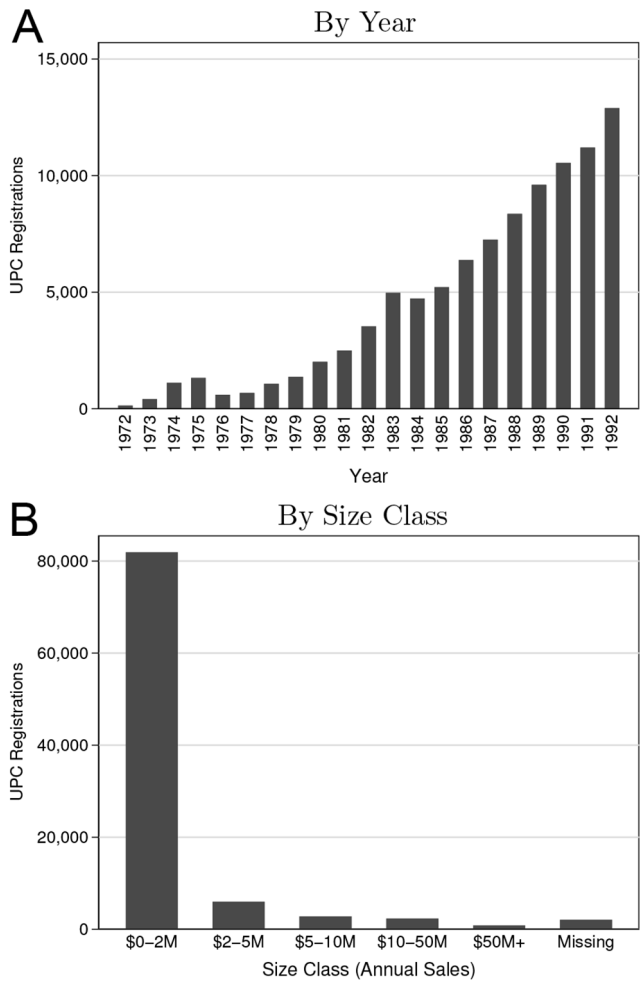 A
By Year
15,000
10,000
5,000
0
UPC Registrations
1972 1973 1974 1975 1976 1977 1978 1979 1980 1981 1982 1983 1984 1985 1986 1987 1988 1989 1990 1991 1992
Year
B
By Size Class
80,000
60,000
40,000
20,000
0
UPC Registrations
$0–2M $2–5M $5–10M $10–50M $50M+ Missing
Size Class (Annual Sales)